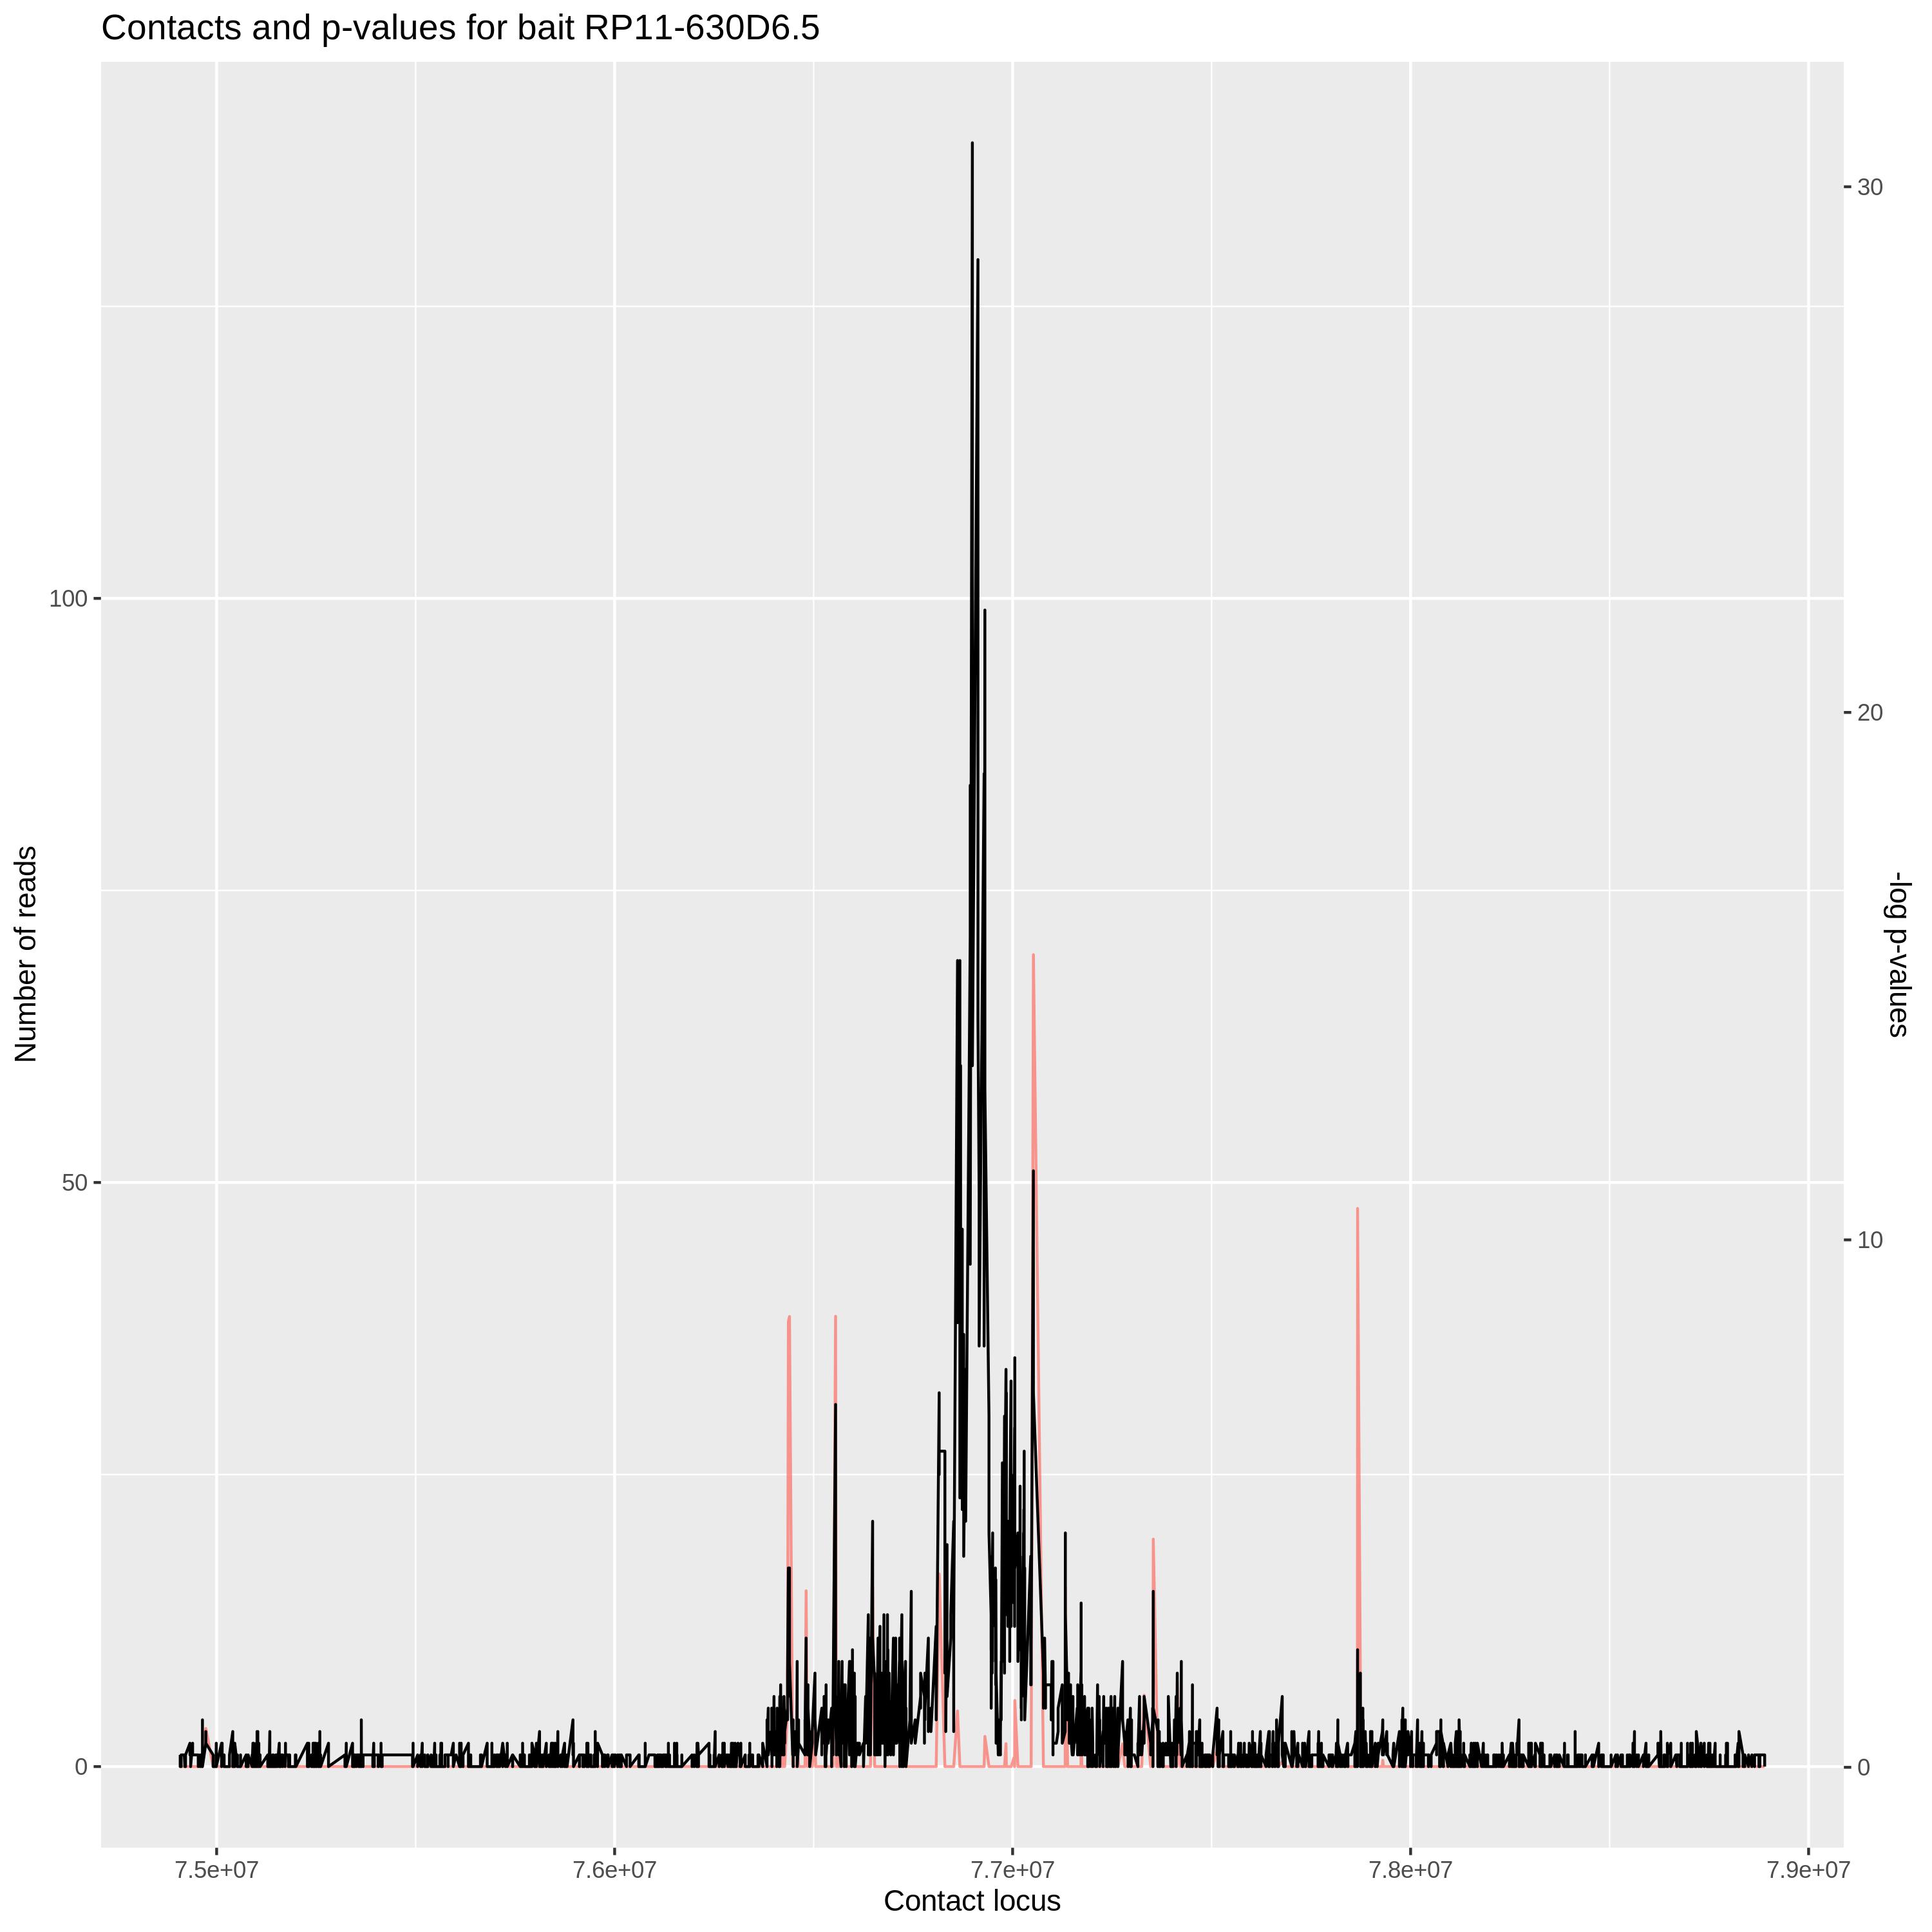 Contacts and p-values for bait RP11-630D6.5
Number of reads
100
50
0
30
20
10
0
-log p-values
7.5e+07 7.6e+07 7.7e+07 7.8e+07 7.9e+07
Contact locus